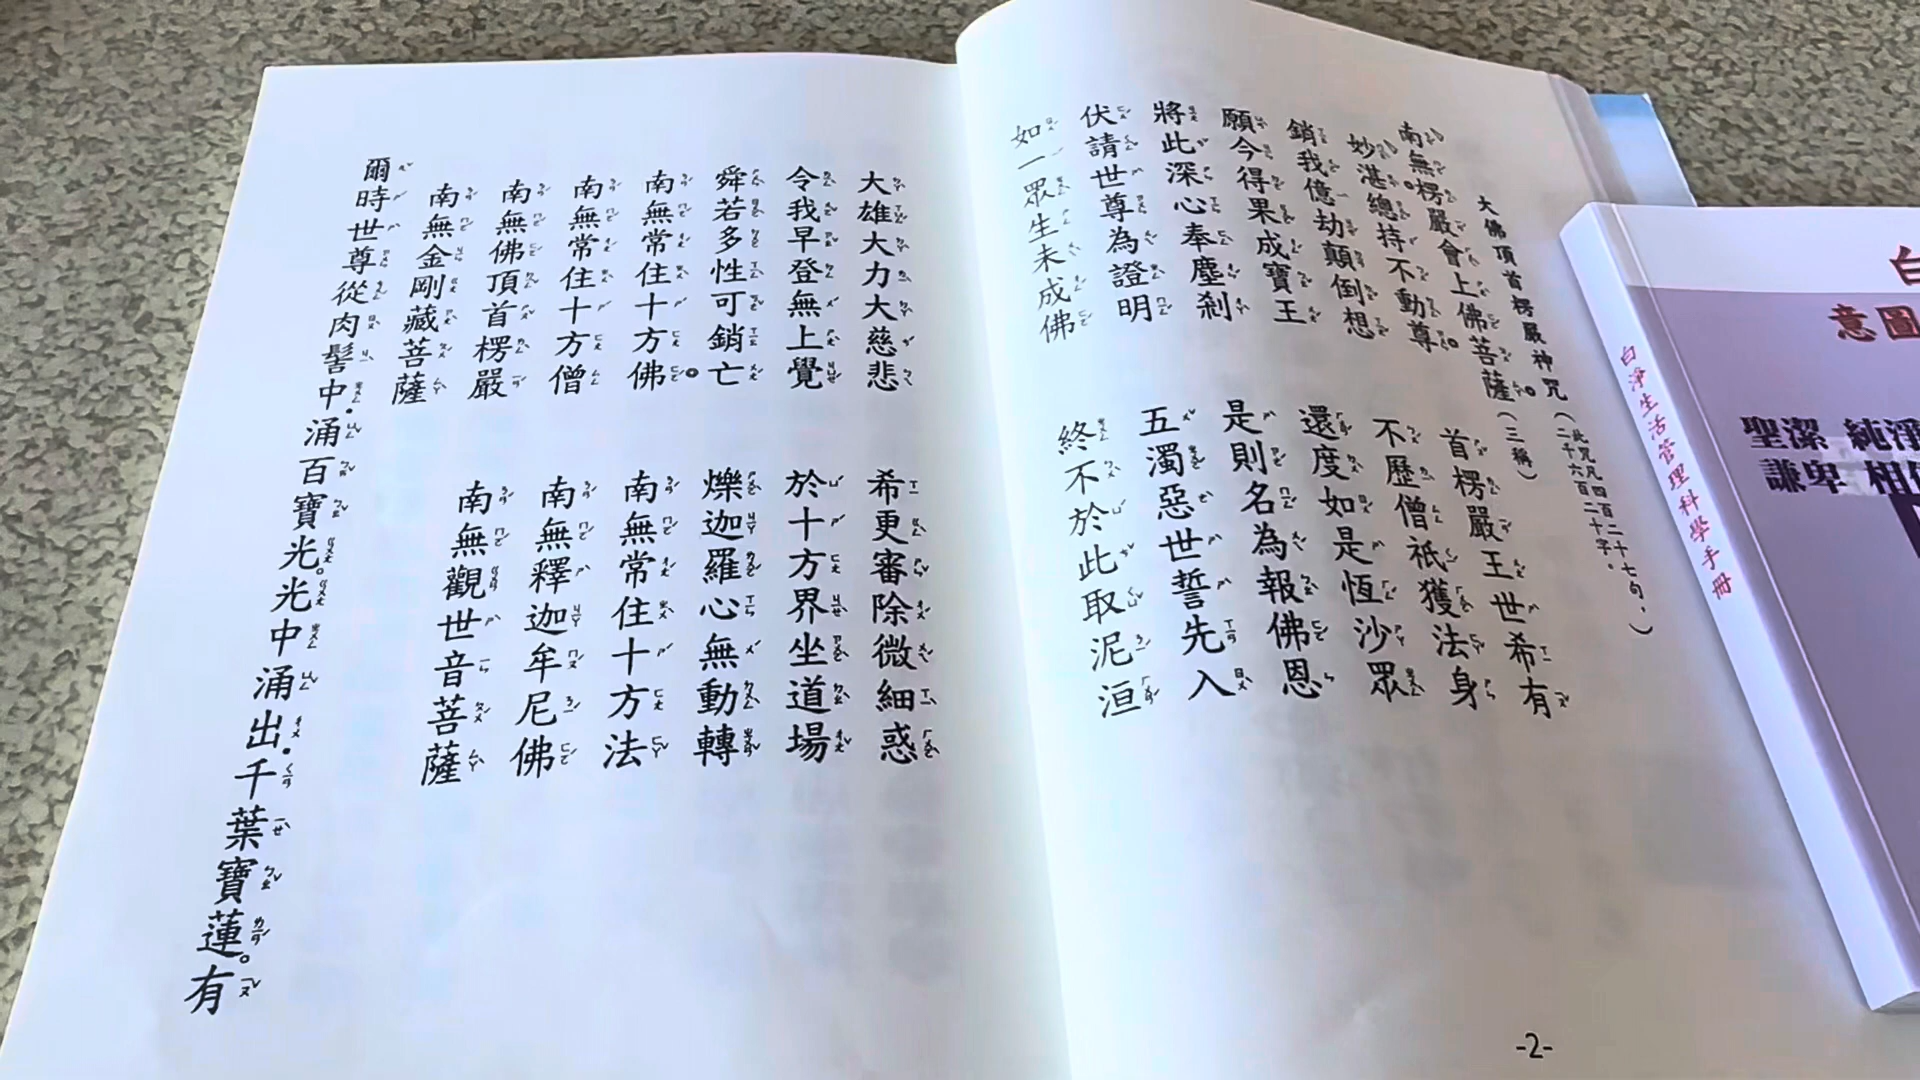 大佛頂首楞嚴神咒（此咒凡四百二十七句，二千六百二十字。）
南無楞嚴會上佛菩薩。（三稱）
妙湛總持不動尊。 首楞嚴王世希有
銷我億劫顛倒想 不歷僧祇獲法身
願今得果成寶王 還度如是恆沙眾
將此深心奉塵剎 是則名為報佛恩
伏請世尊為證明 五濁惡世誓先入
如一眾生未成佛 終不於此取泥洹
-2-
大雄大力大慈悲 希更審除微細惑
令我早登無上覺 於十方界坐道場
舜若多性可銷亡 爍迦羅心無動轉
南無常住十方佛。 南無常住十方法
南無常住十方僧 南無釋迦牟尼佛
南無佛頂首楞嚴 南無觀世音菩薩
南無金剛藏菩薩
爾時世尊從肉髻中．涌百寶光。光中涌出．千葉寶蓮。有
白淨生活管理科學手冊
白
意圖
聖潔 純淨
謙卑 相